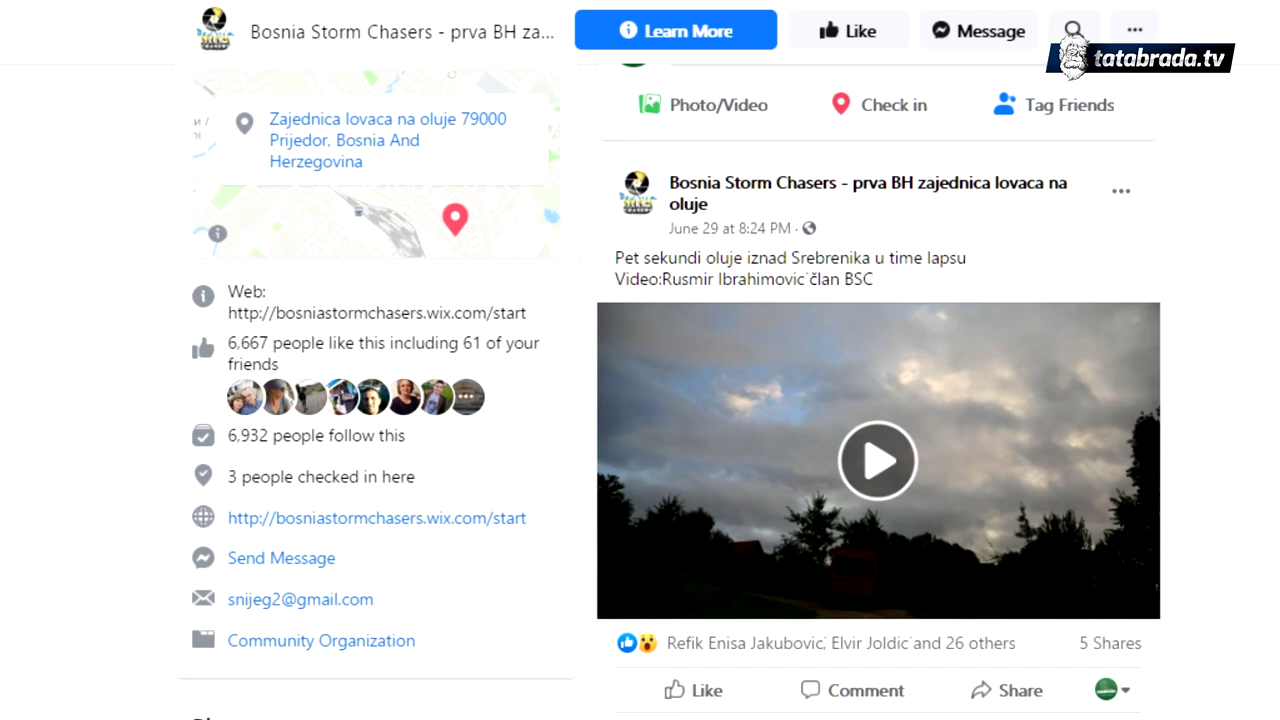 Bosnia Storm Chasers - prva BH za...
Learn More
Like
Message
tatabrada.tv
Zajednica lovaca na oluje 79000
Prijedor, Bosnia And
Herzegovina
Web:
http://bosniastormchasers.wix.com/start
6,667 people like this including 61 of your
friends
6,932 people follow this
3 people checked in here
http://bosniastormchasers.wix.com/start
Send Message
snijeg2@gmail.com
Community Organization
Photo/Video
Check in
Tag Friends
Bosnia Storm Chasers - prva BH zajednica lovaca na
oluje
June 29 at 8:24 PM ·
Pet sekundi oluje iznad Srebrenika u time lapsu
Video:Rusmir Ibrahimović član BSC
Refik Enisa Jakubović, Elvir Joldić and 26 others
5 Shares
Like
Comment
Share